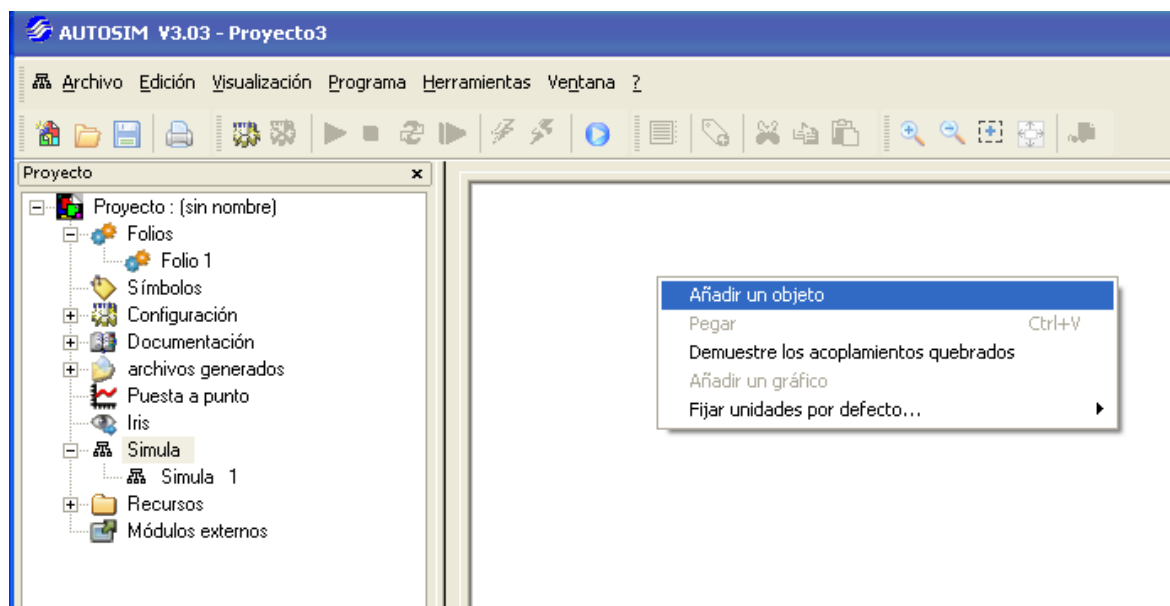 AUTOSIM V3.03 - Proyecto3
Archivo Edición Visualización Programa Herramientas Ventana ?
Proyecto x
Proyecto : (sin nombre)
Folios
Folio 1
Símbolos
Configuración
Documentación
archivos generados
Puesta a punto
Iris
Simula
Simula 1
Recursos
Módulos externos
Añadir un objeto
Pegar Ctrl+V
Demuestre los acoplamientos quebrados
Añadir un gráfico
Fijar unidades por defecto...